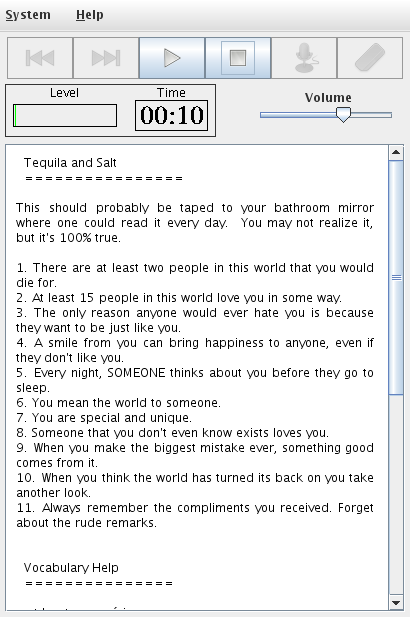 System Help
Level
Time
00:10
Volume
Tequila and Salt
================
This should probably be taped to your bathroom mirror
where one could read it every day. You may not realize it,
but it's 100% true.
1. There are at least two people in this world that you would
die for.
2. At least 15 people in this world love you in some way.
3. The only reason anyone would ever hate you is because
they want to be just like you.
4. A smile from you can bring happiness to anyone, even if
they don't like you.
5. Every night, SOMEONE thinks about you before they go to
sleep.
6. You mean the world to someone.
7. You are special and unique.
8. Someone that you don't even know exists loves you.
9. When you make the biggest mistake ever, something good
comes from it.
10. When you think the world has turned its back on you take
another look.
11. Always remember the compliments you received. Forget
about the rude remarks.
Vocabulary Help
===============